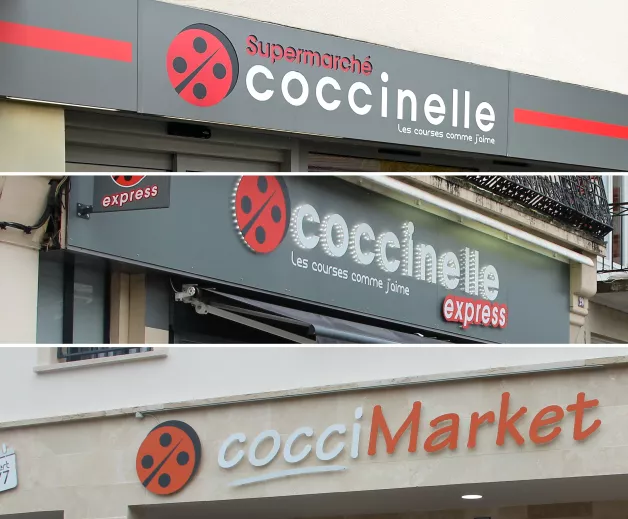 Supermarché
coccinelle
Les courses comme j'aime
express
coccinelle
Les courses comme j'aime
express
cocciMarket